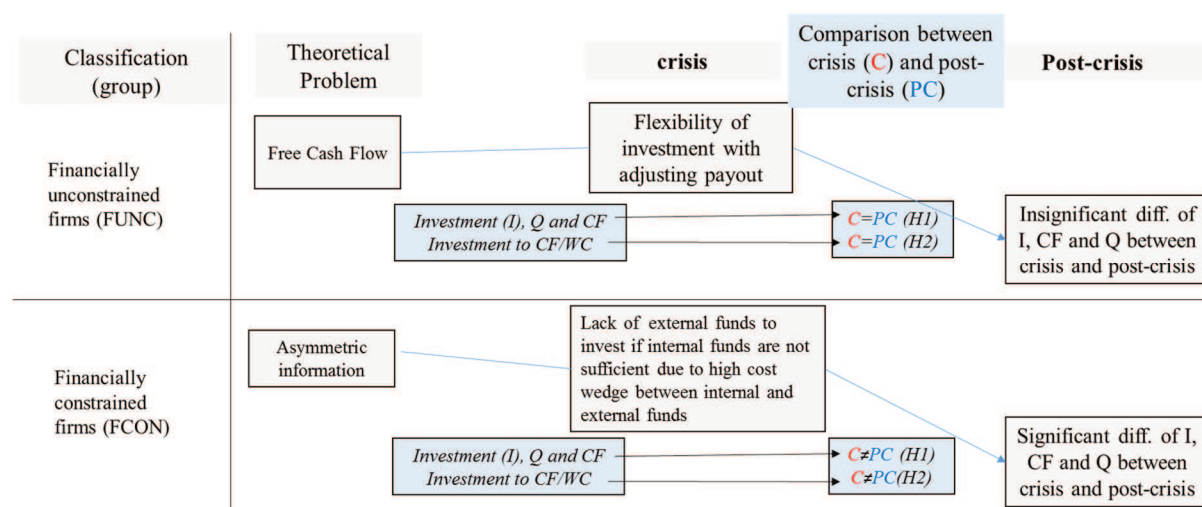 Classification
(group)
Theoretical
Problem
crisis
Comparison between
crisis (C) and post-
crisis (PC)
Post-crisis
Financially
unconstrained
firms (FUNC)
Free Cash Flow
Flexibility of
investment with
adjusting payout
Investment (I), Q and CF
Investment to CF/WC
C=PC (H1)
C=PC (H2)
Insignificant diff. of
I, CF and Q between
crisis and post-crisis
Financially
constrained
firms (FCON)
Asymmetric
information
Lack of external funds to
invest if internal funds are not
sufficient due to high cost
wedge between internal and
external funds
Investment (I), Q and CF
Investment to CF/WC
C≠PC (H1)
C≠PC(H2)
Significant diff. of I,
CF and Q between
crisis and post-crisis